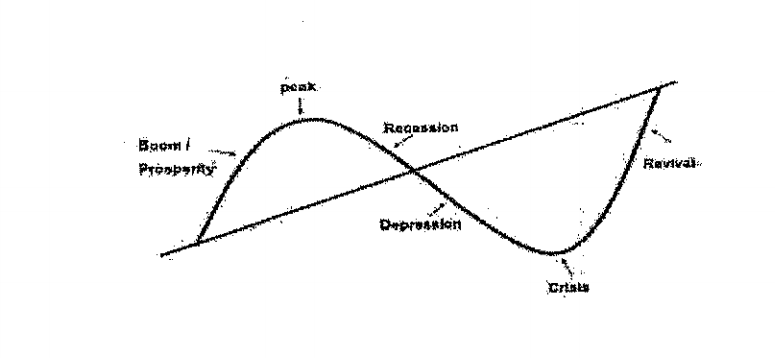 peak
Recession
Boom /
Prosperity
Revival
Depression
Crisis